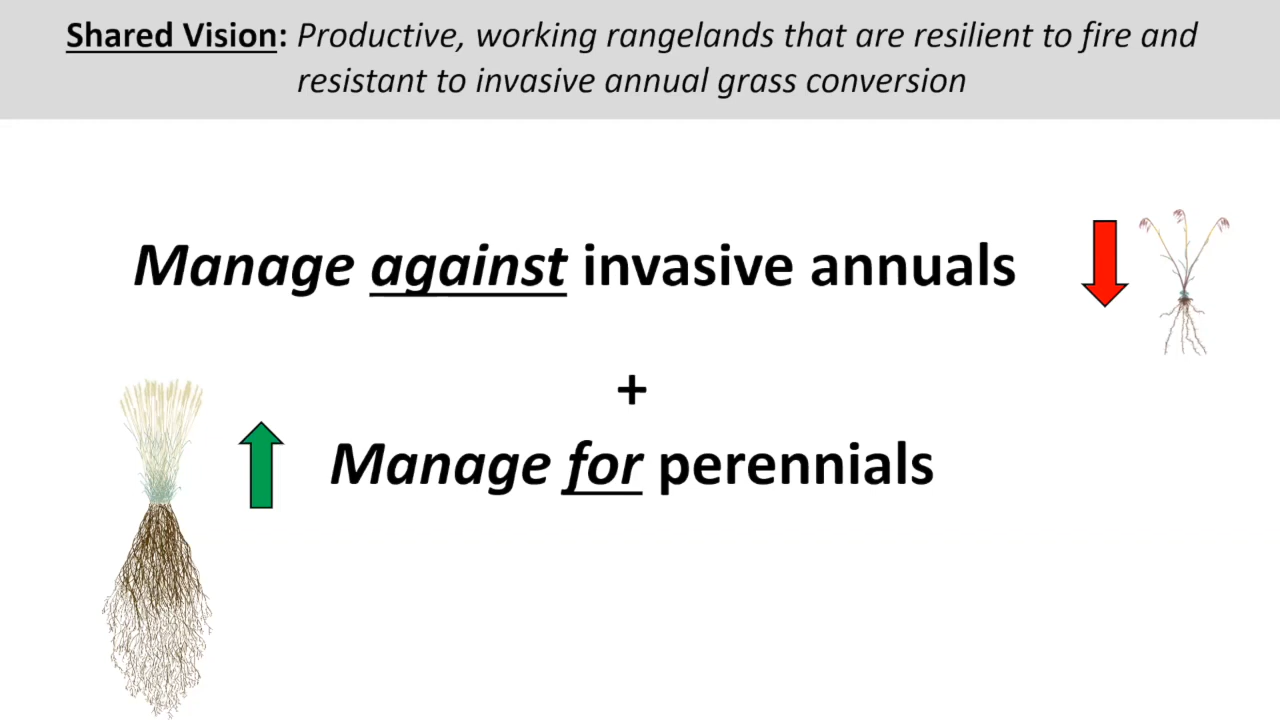 Shared Vision: Productive, working rangelands that are resilient to fire and
resistant to invasive annual grass conversion
Manage against invasive annuals
+
Manage for perennials